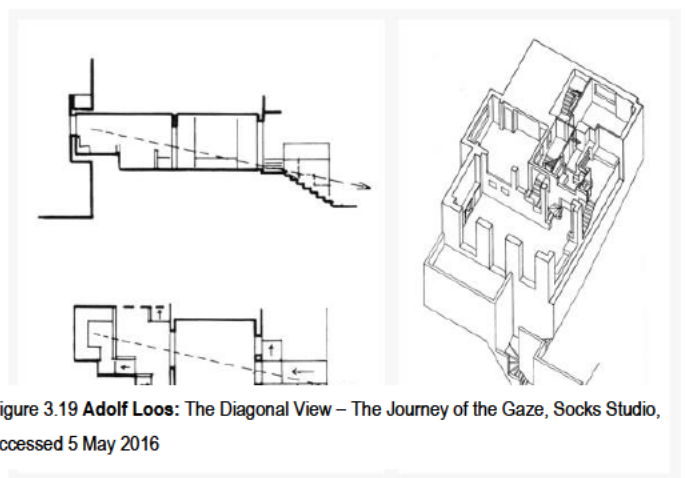 igure 3.19 Adolf Loos: The Diagonal View – The Journey of the Gaze, Socks Studio,
ccessed 5 May 2016